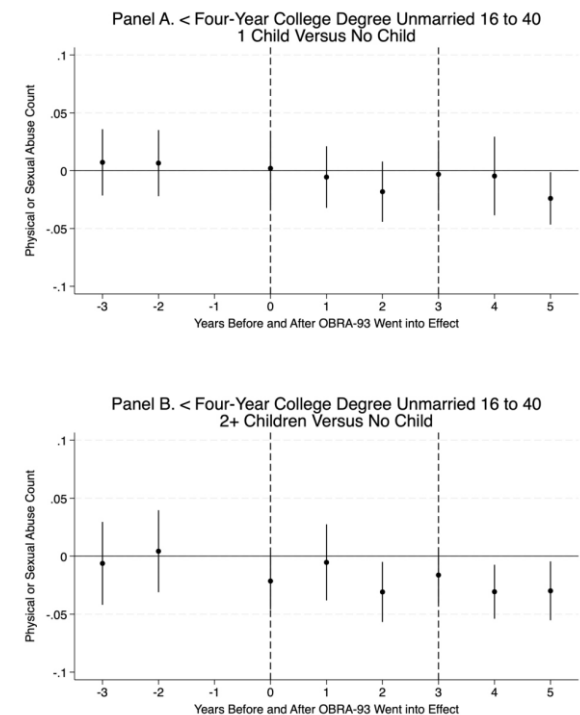 Panel A. < Four-Year College Degree Unmarried 16 to 40
1 Child Versus No Child
Physical or Sexual Abuse Count
.1
.05
0
-.05
-.1
-3 -2 -1 0 1 2 3 4 5
Years Before and After OBRA-93 Went into Effect
Panel B. < Four-Year College Degree Unmarried 16 to 40
2+ Children Versus No Child
Physical or Sexual Abuse Count
.1
.05
0
-.05
-.1
-3 -2 -1 0 1 2 3 4 5
Years Before and After OBRA-93 Went into Effect